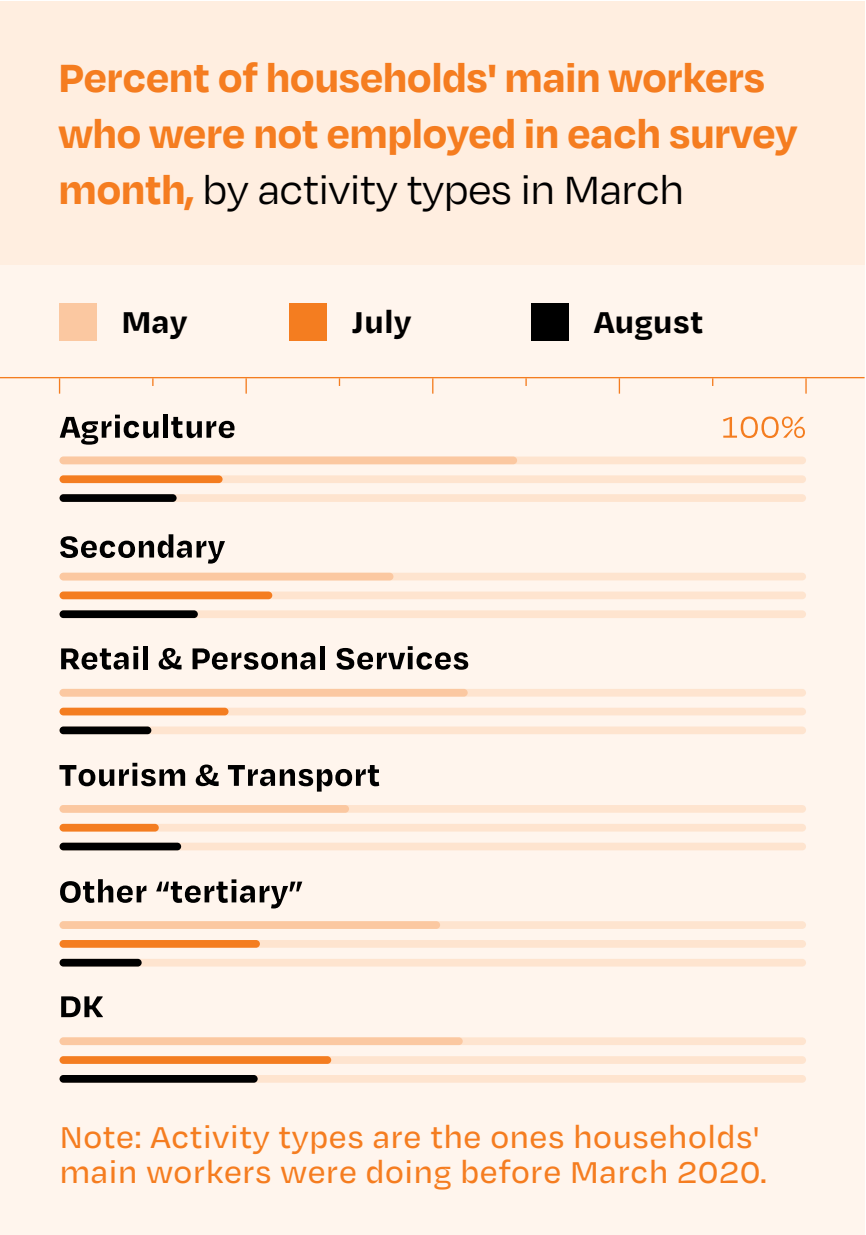 Percent of households' main workers
who were not employed in each survey
month, by activity types in March
May July August
Agriculture 100%
Secondary
Retail & Personal Services
Tourism & Transport
Other “tertiary”
DK
Note: Activity types are the ones households'
main workers were doing before March 2020.